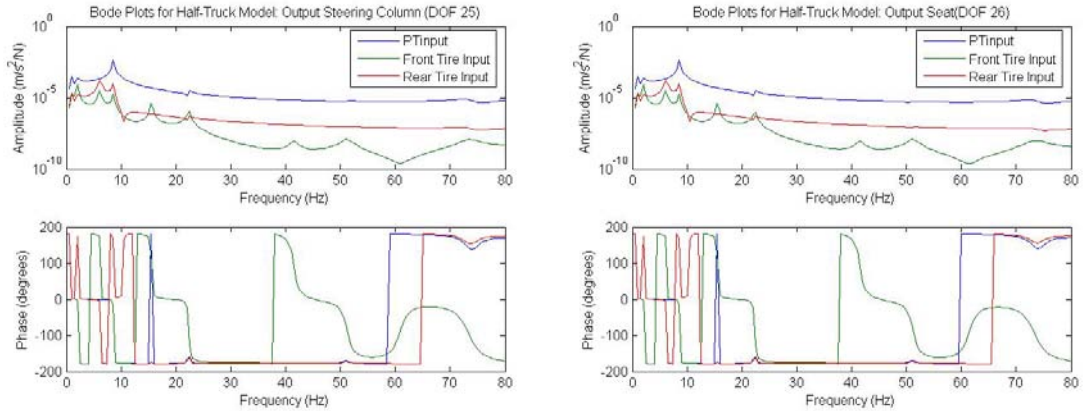 Bode Plots for Half-Truck Model: Output Steering Column (DOF 25)
10^0
10^-5
10^-10
Amplitude (m/s^2/N)
PTinput
Front Tire Input
Rear Tire Input
0 10 20 30 40 50 60 70 80
Frequency (Hz)
200
100
0
-100
-200
Phase (degrees)
0 10 20 30 40 50 60 70 80
Frequency (Hz)
Bode Plots for Half-Truck Model: Output Seat(DOF 26)
10^0
10^-5
10^-10
Amplitude (m/s^2/N)
PTinput
Front Tire Input
Rear Tire Input
0 10 20 30 40 50 60 70 80
Frequency (Hz)
200
100
0
-100
-200
Phase (degrees)
0 10 20 30 40 50 60 70 80
Frequency (Hz)